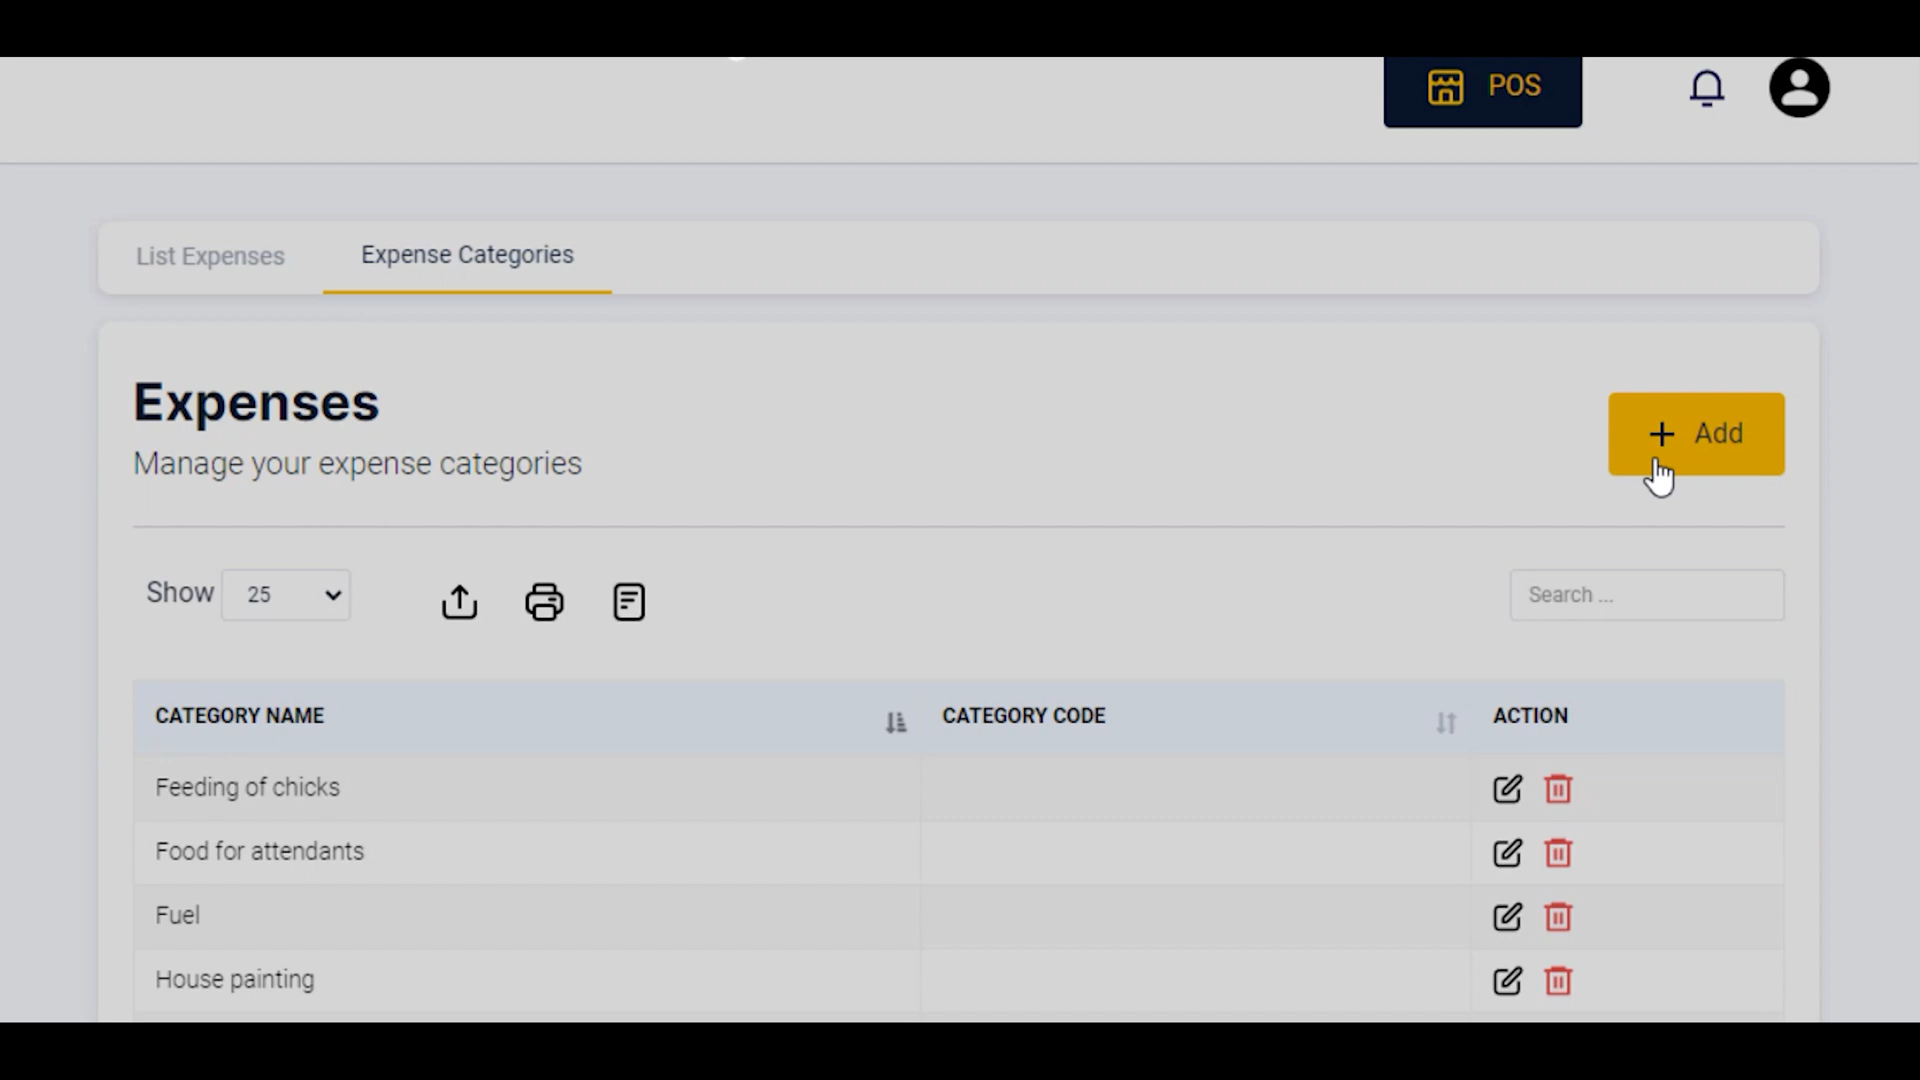 POS
List Expenses
Expense Categories
Expenses
Manage your expense categories
Add
Show 25
Search ...
CATEGORY NAME
CATEGORY CODE
ACTION
Feeding of chicks
Food for attendants
Fuel
House painting